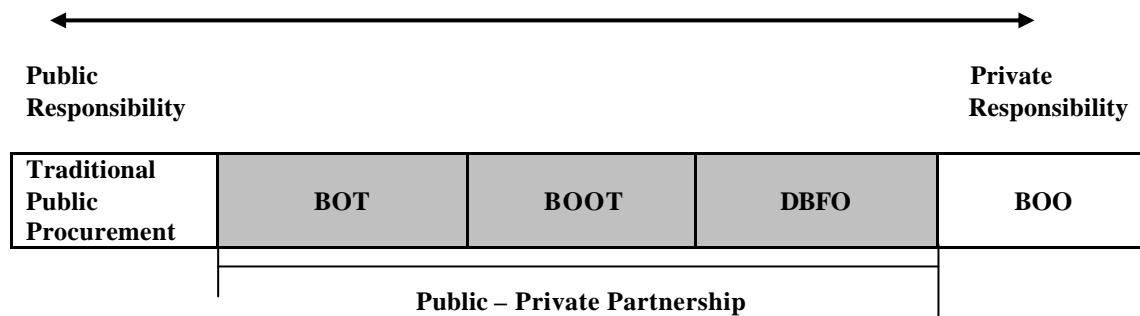 Public
Responsibility
Private
Responsibility
Traditional
Public
Procurement
BOT
BOOT
DBFO
BOO
Public – Private Partnership